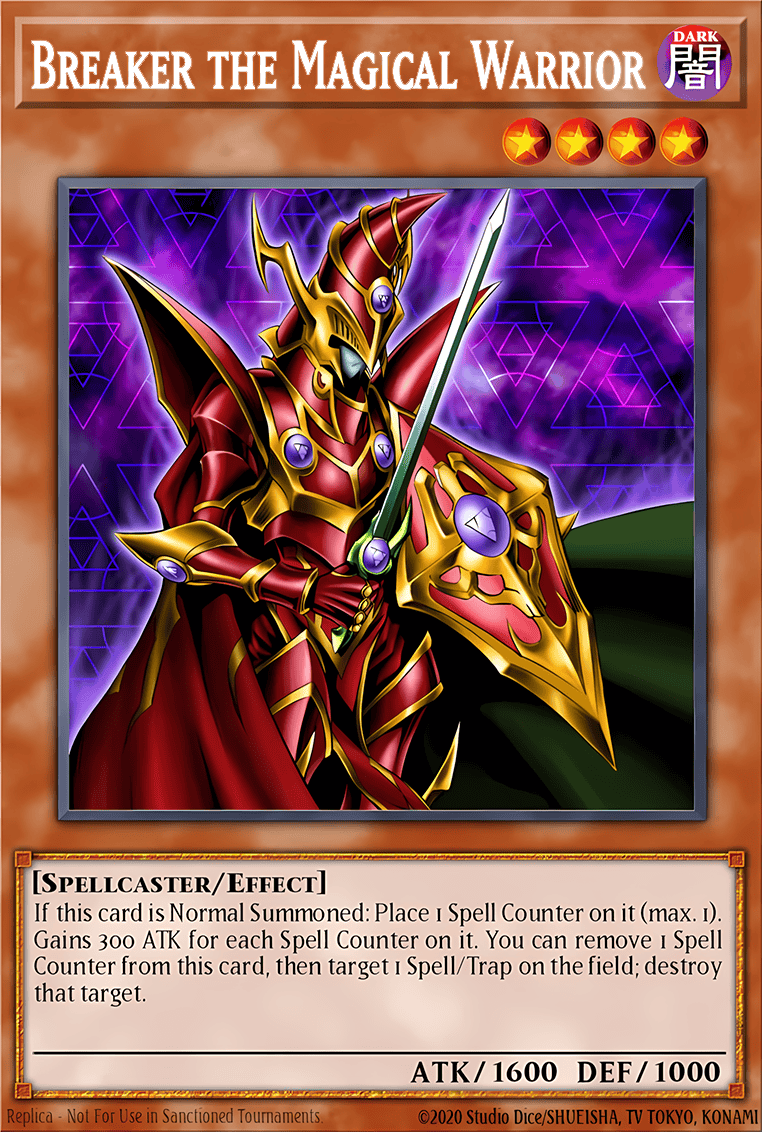 BREAKER THE MAGICAL WARRIOR
DARK
闇
[SPELLCASTER/EFFECT]
If this card is Normal Summoned: Place 1 Spell Counter on it (max. 1).
Gains 300 ATK for each Spell Counter on it. You can remove 1 Spell
Counter from this card, then target 1 Spell/Trap on the field; destroy
that target.
ATK/1600 DEF/1000
Replica - Not For Use in Sanctioned Tournaments.
©2020 Studio Dice/SHUEISHA, TV TOKYO, KONAMI